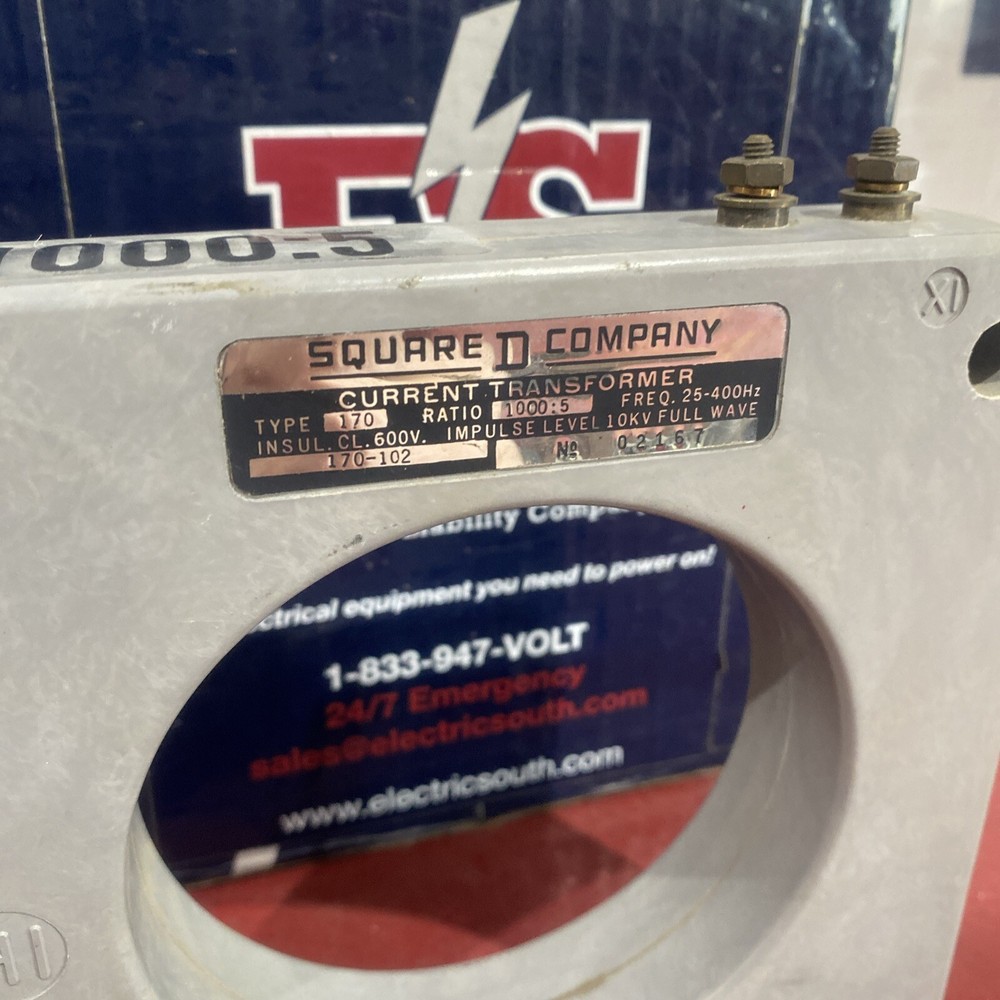 ES
000:5
X1
SQUARE D COMPANY
CURRENT TRANSFORMER
TYPE 170 RATIO 1000:5 FREQ. 25-400Hz
INSUL. CL. 600V. IMPULSE LEVEL 10KV FULL WAVE
170-102 Nº 02167
ctrical equipment you need to power on!
1-833-947-VOLT
24/7 Emergency
sales@electricsouth.com
www.electricsouth.com
H1